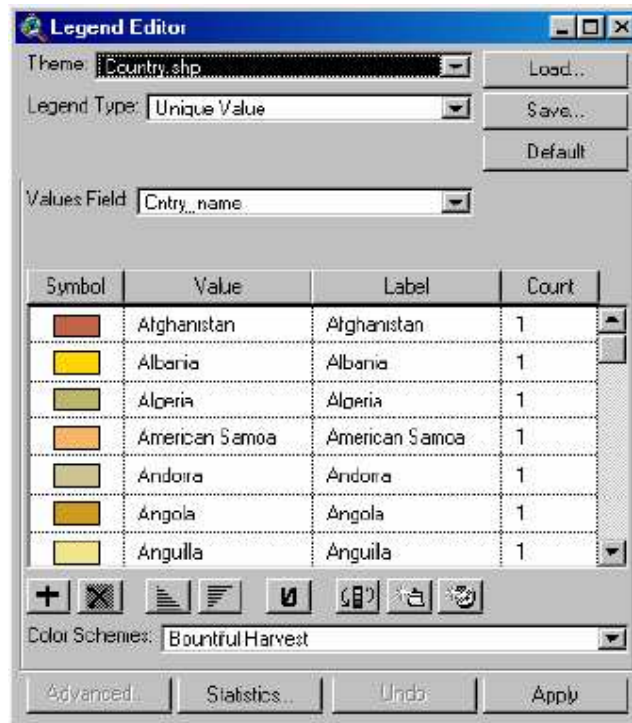 Legend Editor
Theme: Country.shp
Load...
Legend Type: Unique Value
Save...
Default
Values Field: Cntry_name
Symbol Value Label Count
Afghanistan Afghanistan 1
Albania Albania 1
Algeria Algeria 1
American Samoa American Samoa 1
Andorra Andorra 1
Angola Angola 1
Anguilla Anguilla 1
Color Schemes: Bountiful Harvest
Advanced... Statistics... Undo Apply